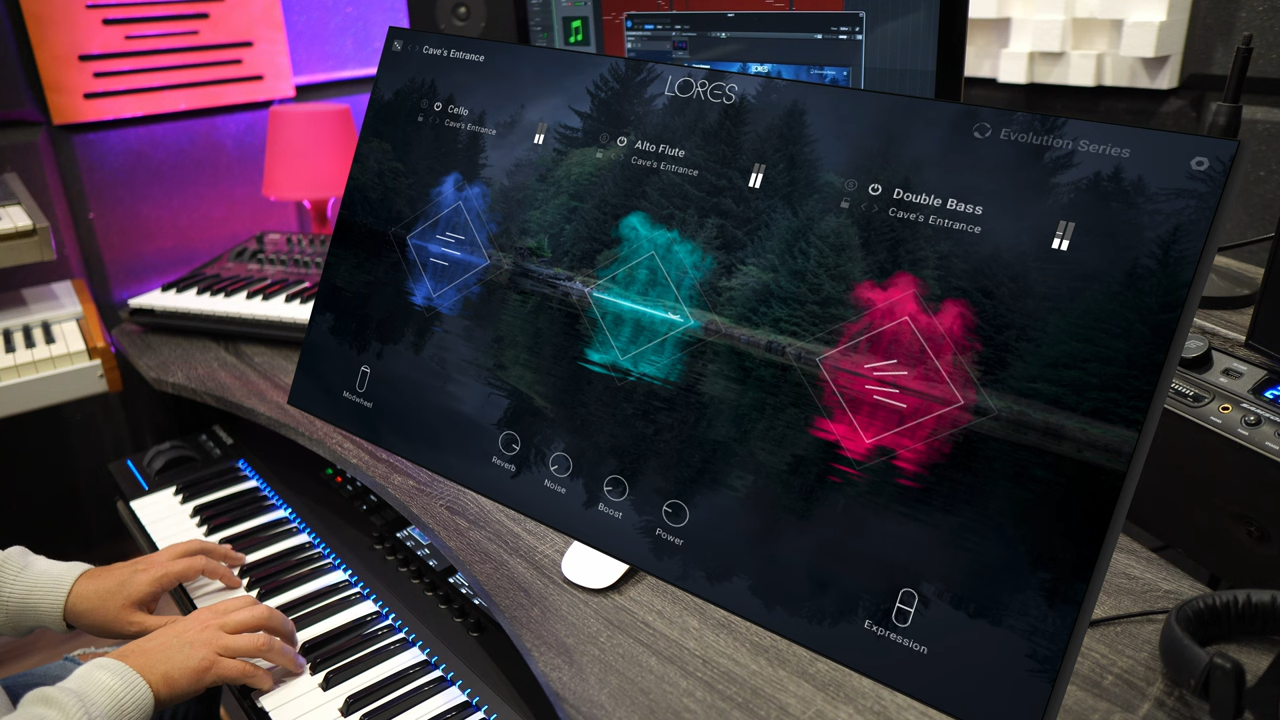 Cave's Entrance
LORES
Evolution Series
Cello
Cave's Entrance
Alto Flute
Cave's Entrance
S
Double Bass
Cave's Entrance
Modwheel
Reverb
Noise
Boost
Power
Expression